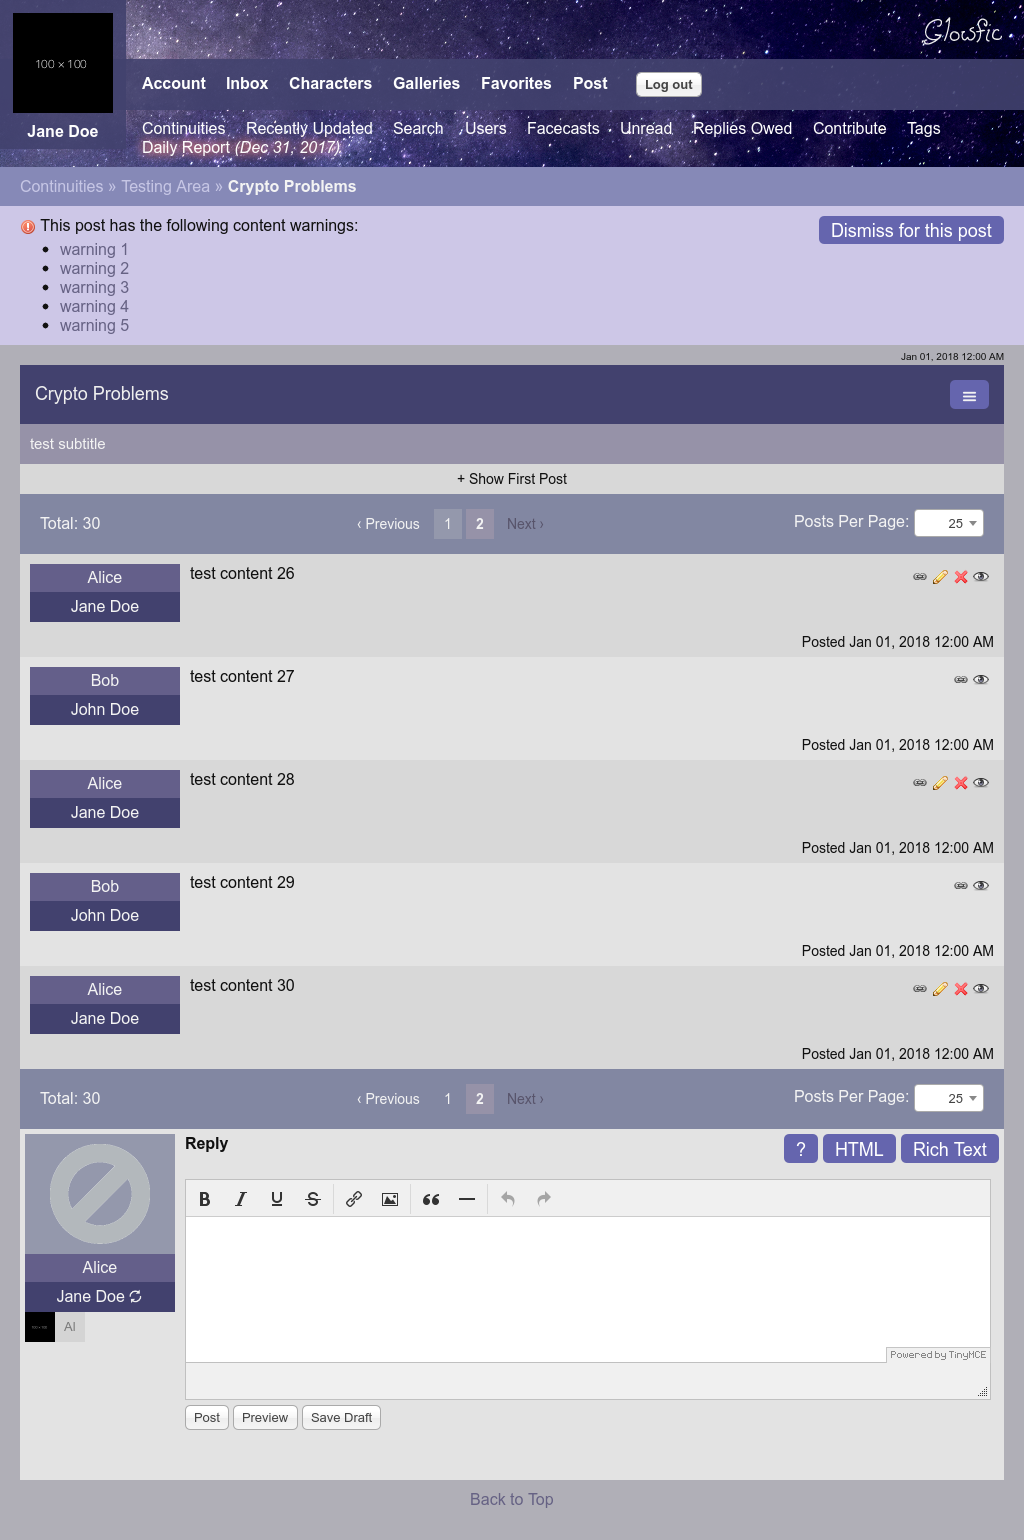 100 × 100
Glowfic
Account Inbox Characters Galleries Favorites Post Log out
Jane Doe
Continuities Recently Updated Search Users Facecasts Unread Replies Owed Contribute Tags
Daily Report (Dec 31, 2017)
Continuities » Testing Area » Crypto Problems
This post has the following content warnings:
Dismiss for this post
warning 1
warning 2
warning 3
warning 4
warning 5
Jan 01, 2018 12:00 AM
Crypto Problems
test subtitle
+ Show First Post
Total: 30 ‹ Previous 1 2 Next › Posts Per Page: 25
Alice
Jane Doe
test content 26
Posted Jan 01, 2018 12:00 AM
Bob
John Doe
test content 27
Posted Jan 01, 2018 12:00 AM
Alice
Jane Doe
test content 28
Posted Jan 01, 2018 12:00 AM
Bob
John Doe
test content 29
Posted Jan 01, 2018 12:00 AM
Alice
Jane Doe
test content 30
Posted Jan 01, 2018 12:00 AM
Total: 30 ‹ Previous 1 2 Next › Posts Per Page: 25
Reply
? HTML Rich Text
B I U S
Alice
Jane Doe
100 × 100
Al
Powered by TinyMCE
Post Preview Save Draft
Back to Top